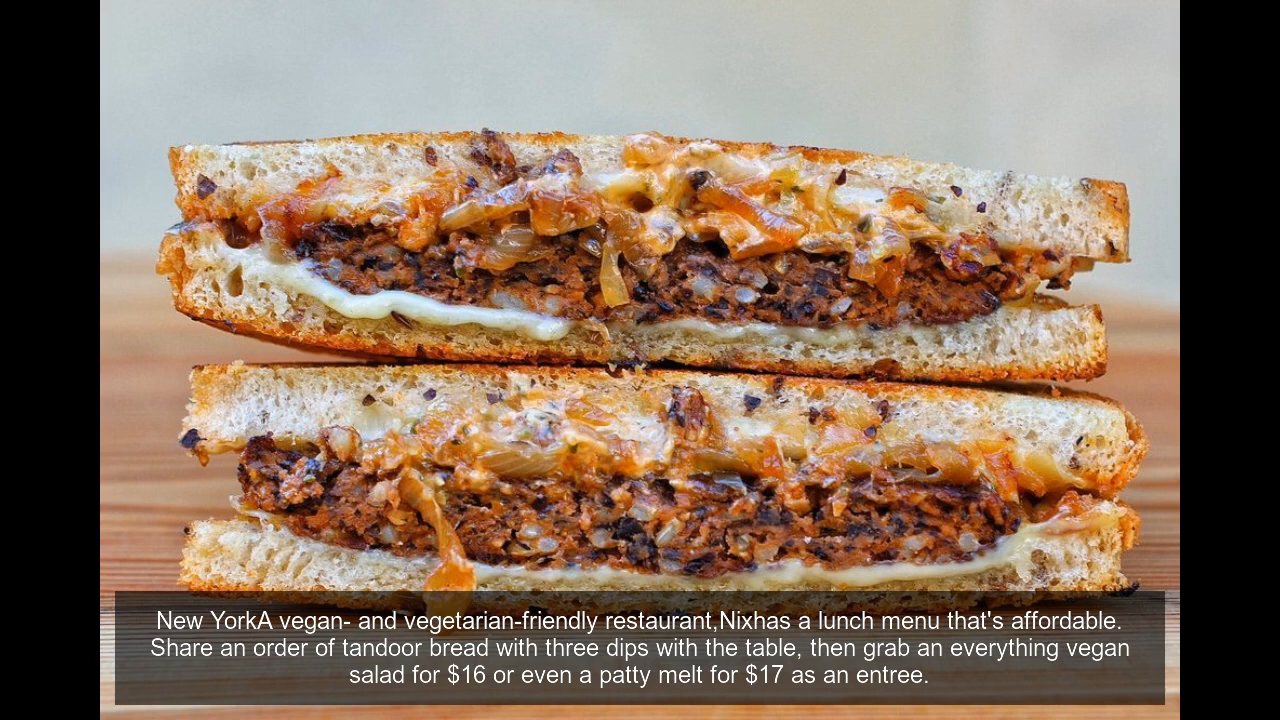 New YorkA vegan- and vegetarian-friendly restaurant,Nixhas a lunch menu that's affordable.
Share an order of tandoor bread with three dips with the table, then grab an everything vegan
salad for $16 or even a patty melt for $17 as an entree.